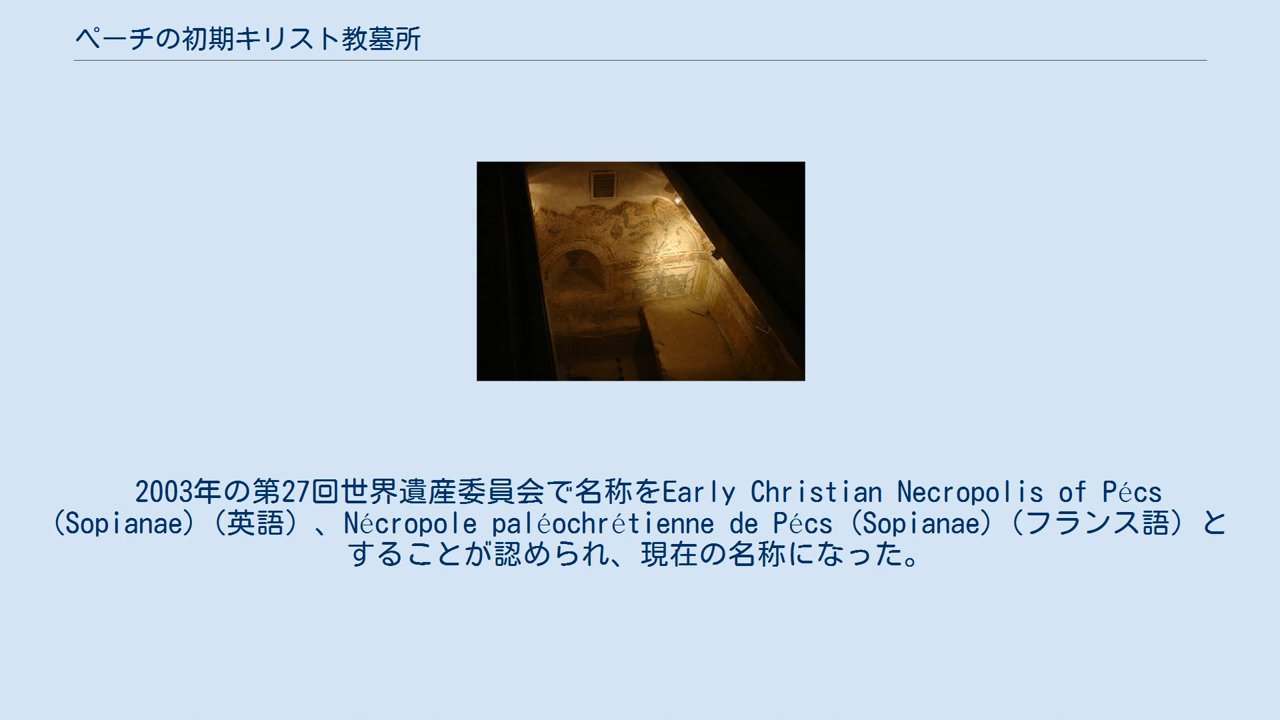 ペーチの初期キリスト教墓所
2003年の第27回世界遺産委員会で名称をEarly Christian Necropolis of Pécs
（Sopianae）（英語）、Nécropole paléochrétienne de Pécs（Sopianae）（フランス語）と
することが認められ、現在の名称になった。